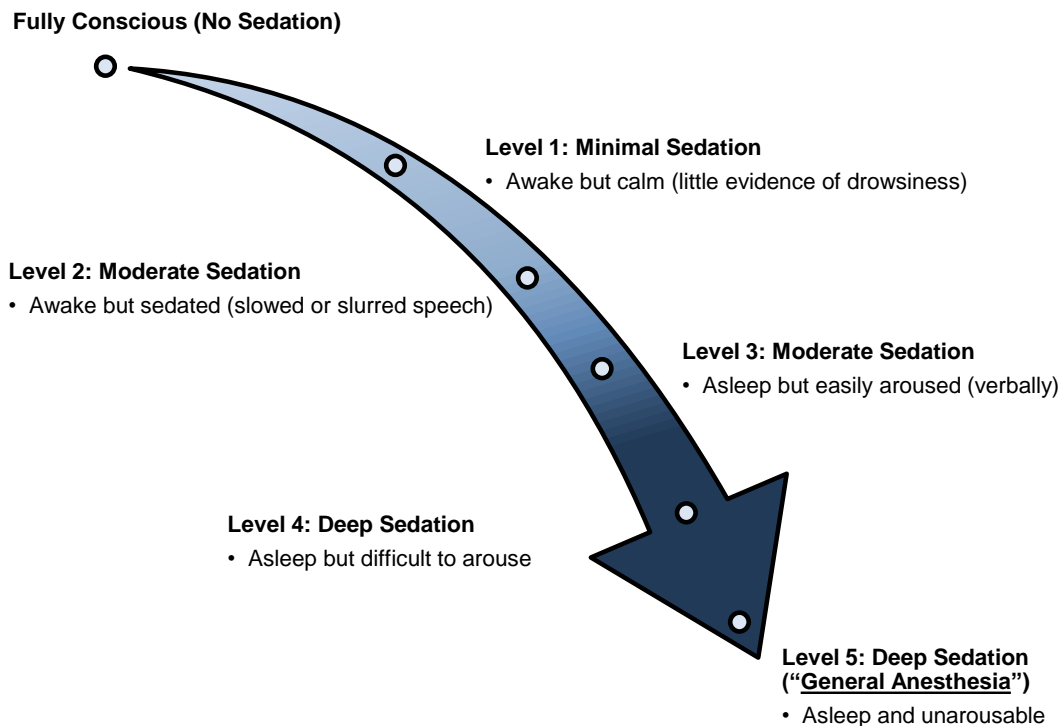 Fully Conscious (No Sedation)
Level 1: Minimal Sedation
• Awake but calm (little evidence of drowsiness)
Level 2: Moderate Sedation
• Awake but sedated (slowed or slurred speech)
Level 3: Moderate Sedation
• Asleep but easily aroused (verbally)
Level 4: Deep Sedation
• Asleep but difficult to arouse
Level 5: Deep Sedation
(“General Anesthesia”)
• Asleep and unarousable